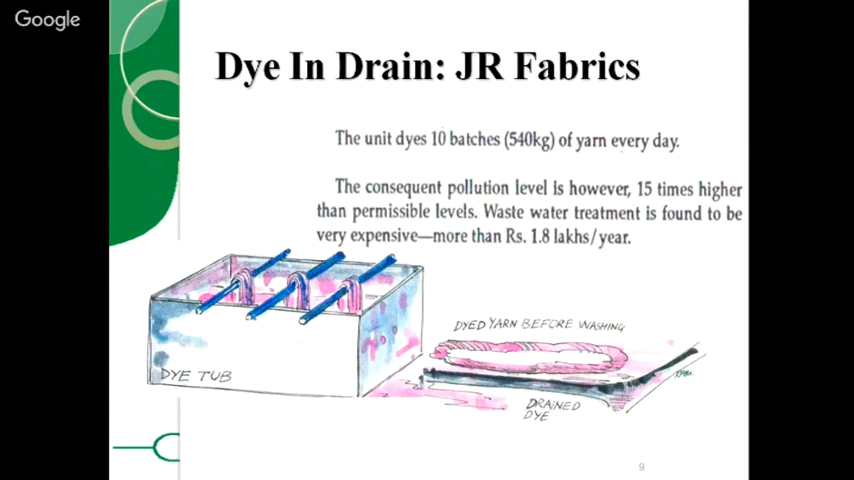 Google
Dye In Drain: JR Fabrics
The unit dyes 10 batches (540kg) of yarn every day.
The consequent pollution level is however, 15 times higher
than permissible levels. Waste water treatment is found to be
very expensive—more than Rs. 1.8 lakhs/year.
DYED YARN BEFORE WASHING
DYE TUB
DRAINED
DYE
9